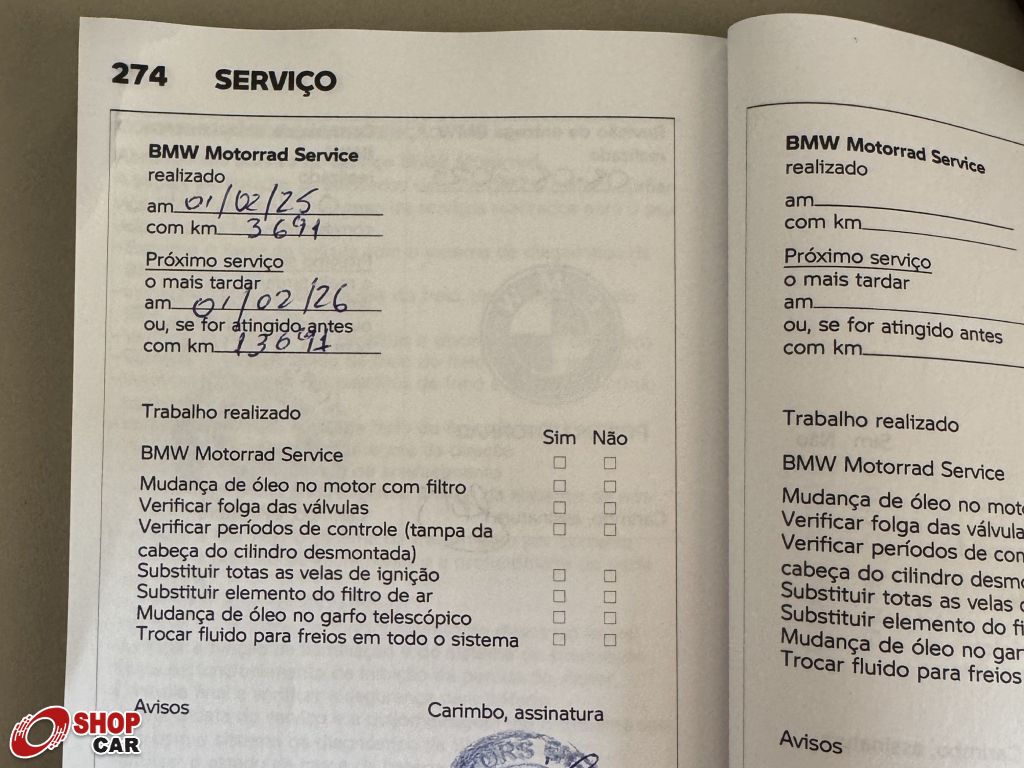 274 SERVIÇO
BMW Motorrad Service
realizado
am 01/02/25
com km 3691
Próximo serviço
o mais tardar
am 01/02/26
ou, se for atingido antes
com km 13691
Trabalho realizado
Sim Não
BMW Motorrad Service
Mudança de óleo no motor com filtro
Verificar folga das válvulas
Verificar períodos de controle (tampa da
cabeça do cilindro desmontada)
Substituir totas as velas de ignição
Substituir elemento do filtro de ar
Mudança de óleo no garfo telescópico
Trocar fluido para freios em todo o sistema
Avisos
Carimbo, assinatura
BMW Motorrad Service
realizado
am
com km
Próximo serviço
o mais tardar
am
ou, se for atingido antes
com km
Trabalho realizado
BMW Motorrad Service
Mudança de óleo no moto
Verificar folga das válvula
Verificar períodos de con
cabeça do cilindro desmo
Substituir totas as velas d
Substituir elemento do fi
Mudança de óleo no garf
Trocar fluido para freios
Avisos
SHOP
CAR